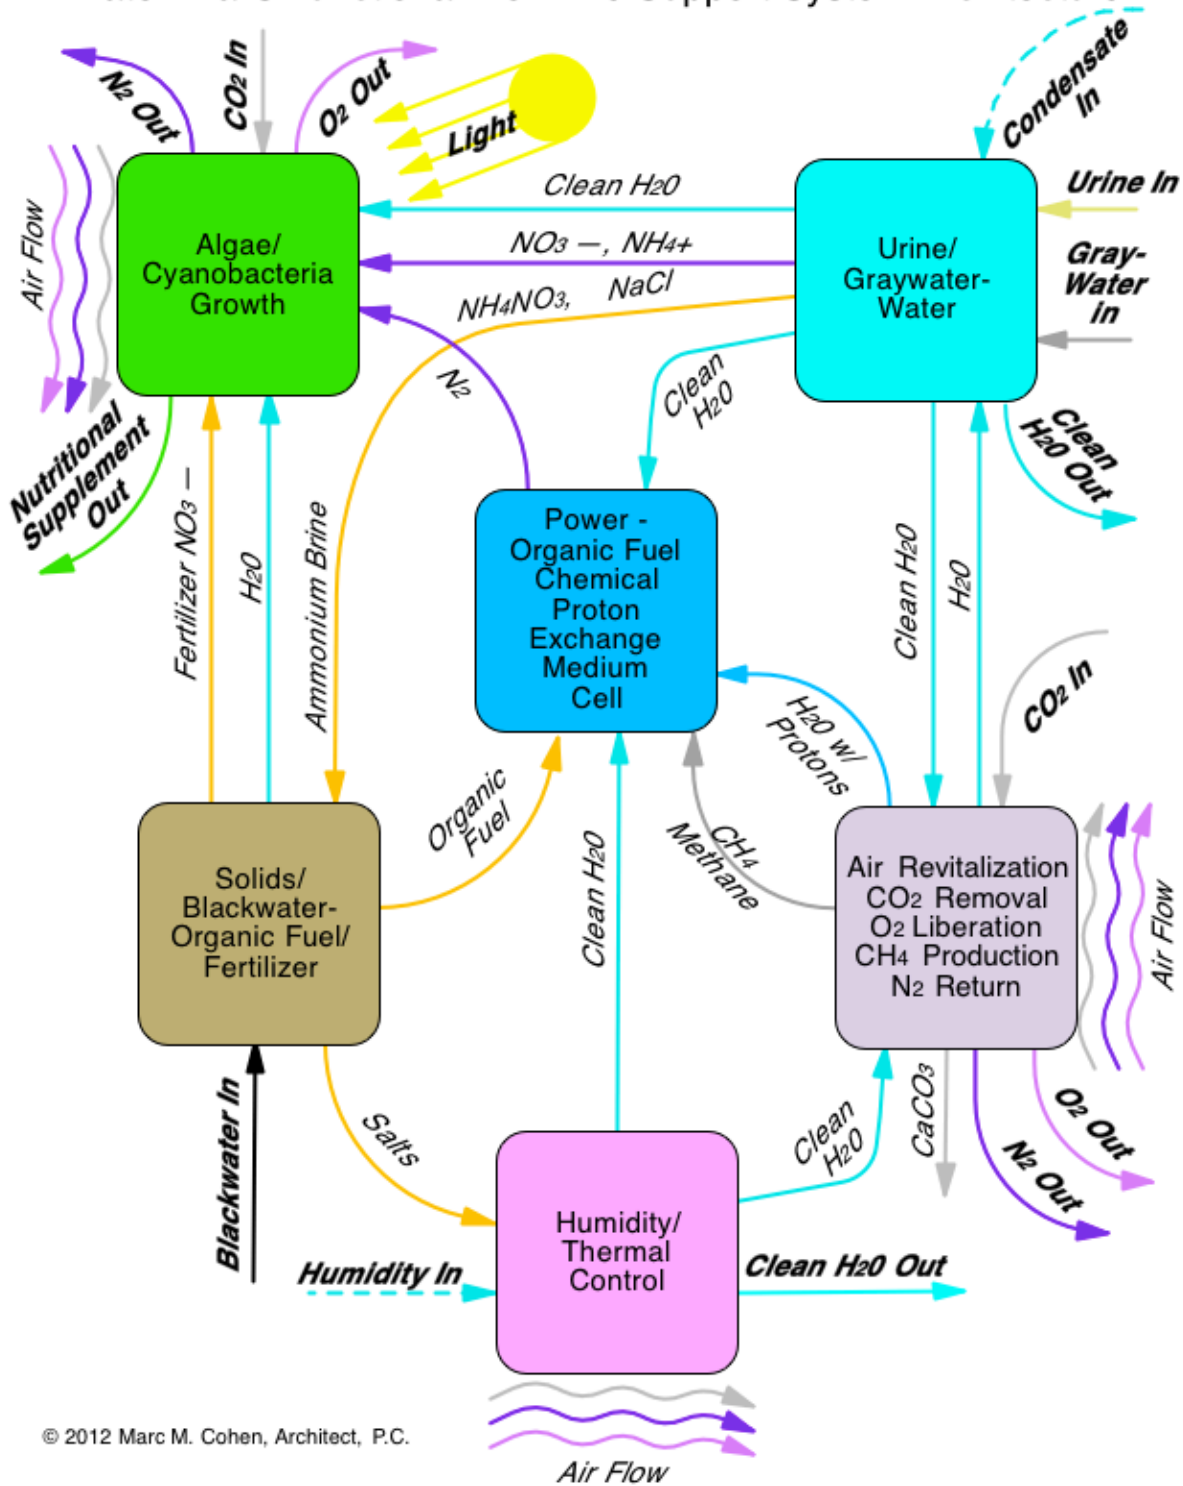 Support System
N2 Out
CO2 In
O2 Out
Light
Condensate
In
Air Flow
Algae/
Cyanobacteria
Growth
Clean H20
NO3 –, NH4+
NH4NO3, NaCl
Urine/
Graywater-
Water
Urine In
Gray-
Water
in
N2
Clean
H20
Clean
H20 Out
Nutritional
Supplement
Out
Fertilizer NO3 –
H20
Ammonium Brine
Power -
Organic Fuel
Chemical
Proton
Exchange
Medium
Cell
Clean H20
H20
CO2 In
H20 w/
Protons
Organic
Fuel
Clean H20
CH4
Methane
Solids/
Blackwater-
Organic Fuel/
Fertilizer
Air Revitalization
CO2 Removal
O2 Liberation
CH4 Production
N2 Return
Air Flow
Blackwater In
Salts
Clean
H20
CaCO3
N2 Out
O2 Out
Humidity In
Humidity/
Thermal
Control
Clean H20 Out
© 2012 Marc M. Cohen, Architect, P.C.
Air Flow